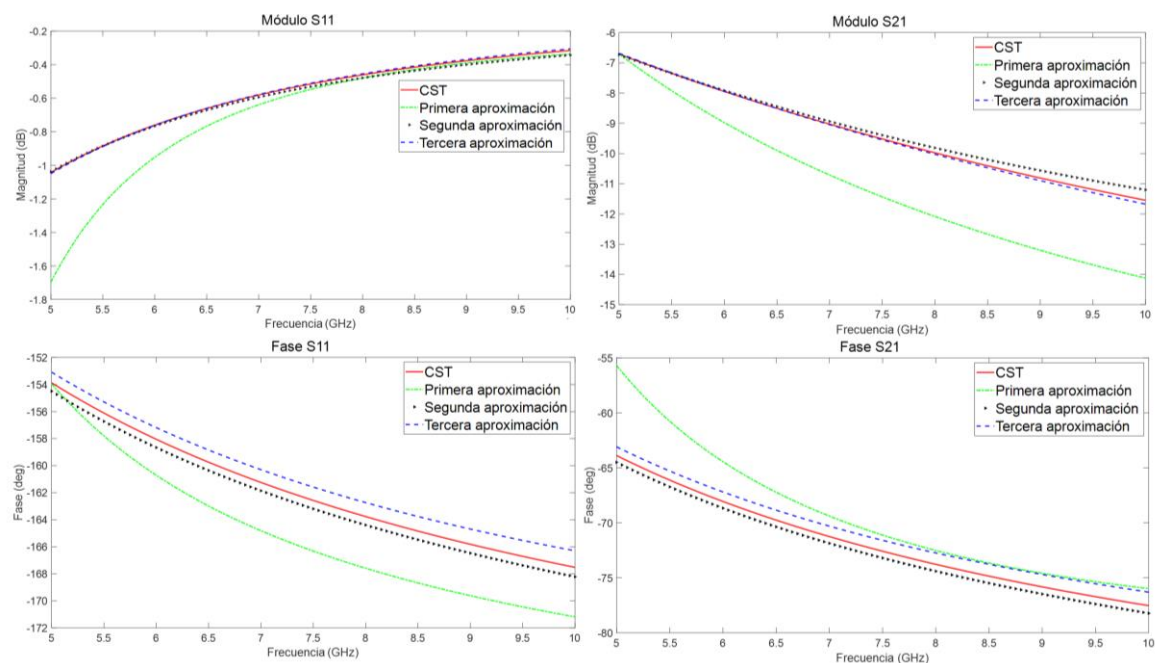 Módulo S11
-0.2
-0.4
-0.6
-0.8
-1
-1.2
-1.4
-1.6
-1.8
Magnitud (dB)
CST
Primera aproximación
Segunda aproximación
Tercera aproximación
5 5.5 6 6.5 7 7.5 8 8.5 9 9.5 10
Frecuencia (GHz)
Módulo S21
-6
-7
-8
-9
-10
-11
-12
-13
-14
-15
Magnitud (dB)
CST
Primera aproximación
Segunda aproximación
Tercera aproximación
5 5.5 6 6.5 7 7.5 8 8.5 9 9.5 10
Frecuencia (GHz)
Fase S11
-152
-154
-156
-158
-160
-162
-164
-166
-168
-170
-172
Fase (deg)
CST
Primera aproximación
Segunda aproximación
Tercera aproximación
5 5.5 6 6.5 7 7.5 8 8.5 9 9.5 10
Frecuencia (GHz)
Fase S21
-55
-60
-65
-70
-75
-80
Fase (deg)
CST
Primera aproximación
Segunda aproximación
Tercera aproximación
5 5.5 6 6.5 7 7.5 8 8.5 9 9.5 10
Frecuencia (GHz)